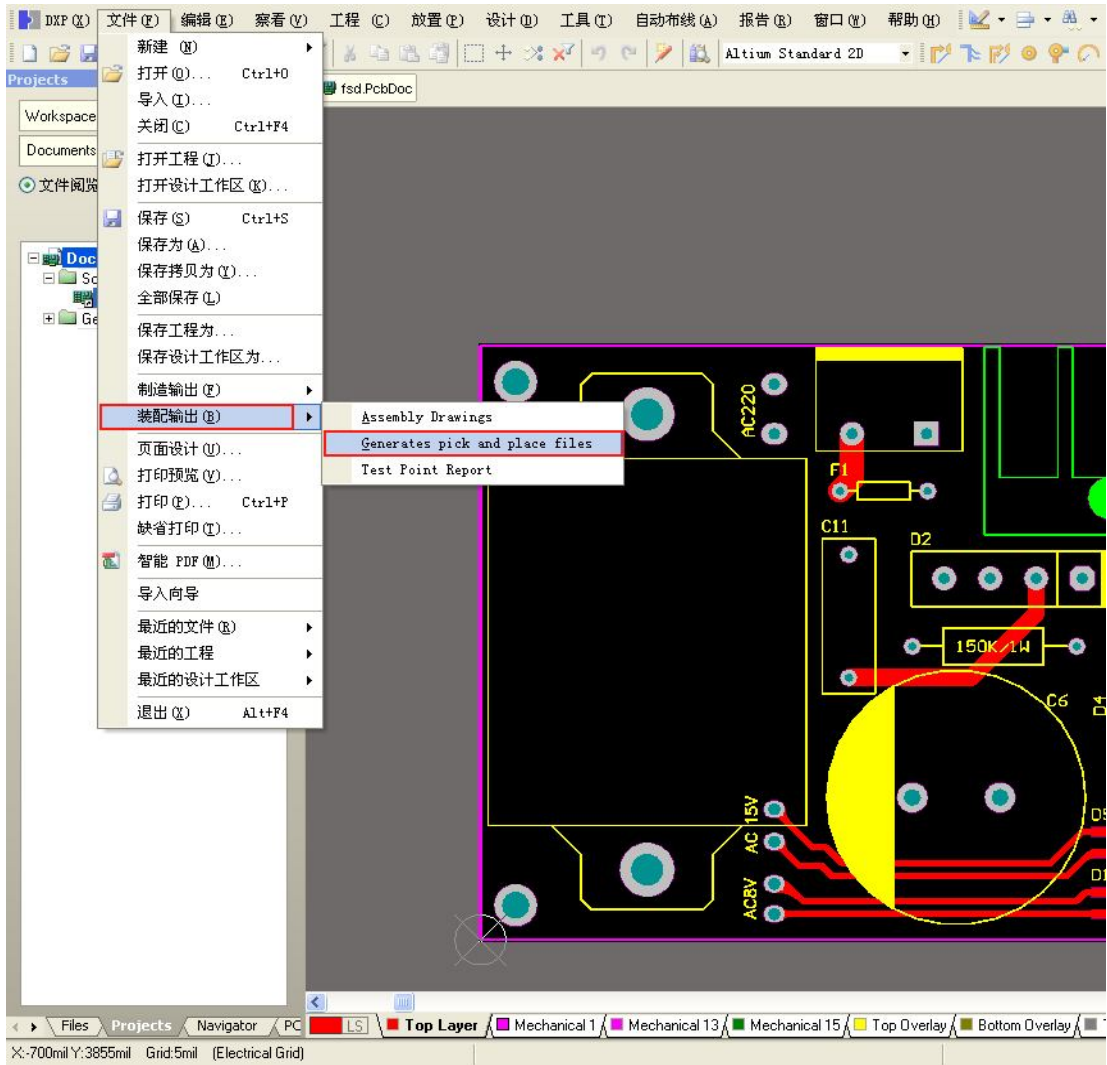 DXP (X) 文件 (F) 编辑 (E) 察看 (V) 工程 (C) 放置 (P) 设计 (D) 工具 (T) 自动布线 (A) 报告 (R) 窗口 (W) 帮助 (H)
Altium Standard 2D
Projects
fsd.PcbDoc
Workspace
Documents
文件阅览
Doc
Sc
Ge
新建 (N)
打开 (O)... Ctrl+O
导入 (I)...
关闭 (C) Ctrl+F4
打开工程 (J)...
打开设计工作区 (K)...
保存 (S) Ctrl+S
保存为 (A)...
保存拷贝为 (Y)...
全部保存 (L)
保存工程为...
保存设计工作区为...
制造输出 (F)
装配输出 (B)
页面设计 (U)...
打印预览 (V)...
打印 (P)... Ctrl+P
缺省打印 (T)...
智能 PDF (M)...
导入向导
最近的文件 (R)
最近的工程
最近的设计工作区
退出 (X) Alt+F4
Assembly Drawings
Generates pick and place files
Test Point Report
AC220
F1
C11
D2
150K/1W
C6
D4
AC 15V
AC8V
D5
D1
Files Projects Navigator PC
LS Top Layer Mechanical 1 Mechanical 13 Mechanical 15 Top Overlay Bottom Overlay
X:-700mil Y:3855mil Grid:5mil (Electrical Grid)